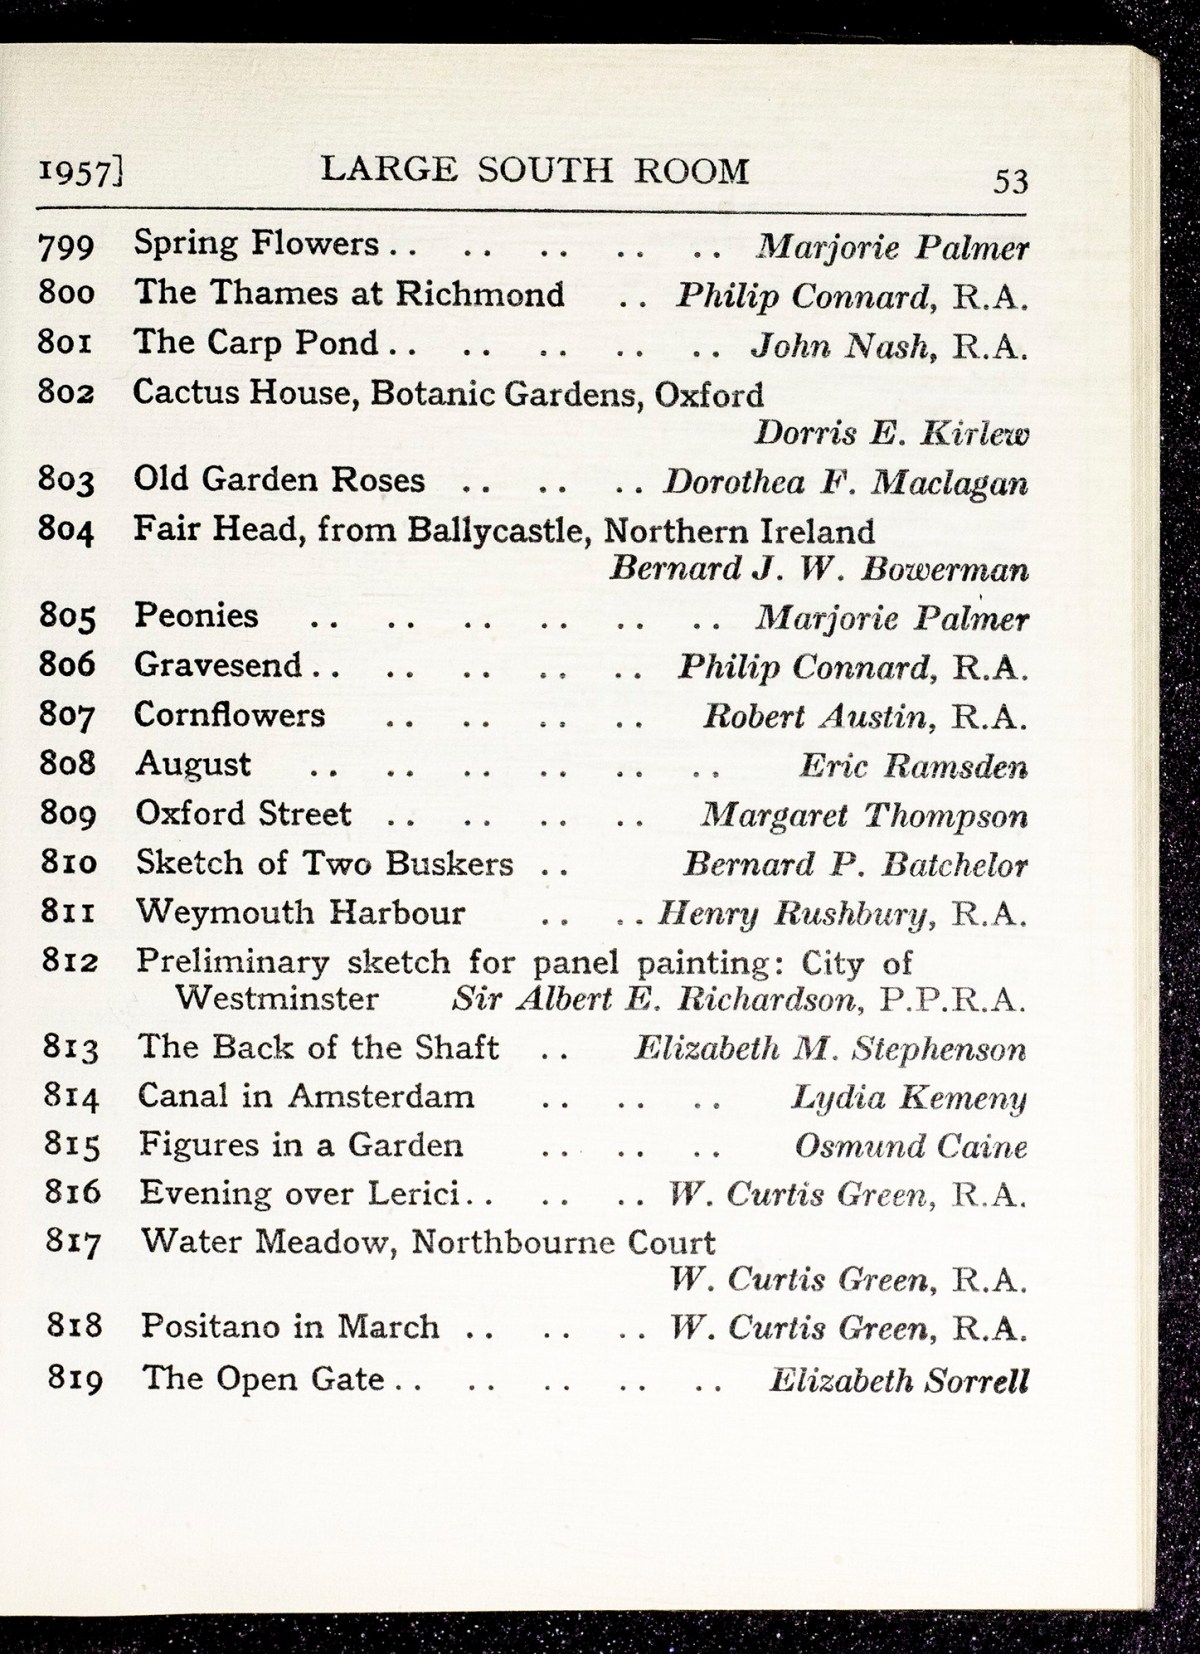 1957] LARGE SOUTH ROOM 53
799 Spring Flowers .. .. .. .. .. Marjorie Palmer
800 The Thames at Richmond .. Philip Connard, R.A.
801 The Carp Pond .. .. .. .. .. John Nash, R.A.
802 Cactus House, Botanic Gardens, Oxford
Dorris E. Kirlew
803 Old Garden Roses .. .. .. Dorothea F. Maclagan
804 Fair Head, from Ballycastle, Northern Ireland
Bernard J. W. Bowerman
805 Peonies .. .. .. .. .. .. Marjorie Palmer
806 Gravesend .. .. .. .. .. Philip Connard, R.A.
807 Cornflowers .. .. .. .. Robert Austin, R.A.
808 August .. .. .. .. .. .. Eric Ramsden
809 Oxford Street .. .. .. .. Margaret Thompson
810 Sketch of Two Buskers .. Bernard P. Batchelor
811 Weymouth Harbour .. .. Henry Rushbury, R.A.
812 Preliminary sketch for panel painting: City of
Westminster Sir Albert E. Richardson, P.P.R.A.
813 The Back of the Shaft .. Elizabeth M. Stephenson
814 Canal in Amsterdam .. .. .. Lydia Kemeny
815 Figures in a Garden .. .. .. Osmund Caine
816 Evening over Lerici .. .. .. W. Curtis Green, R.A.
817 Water Meadow, Northbourne Court
W. Curtis Green, R.A.
818 Positano in March .. .. .. W. Curtis Green, R.A.
819 The Open Gate .. .. .. .. .. Elizabeth Sorrell